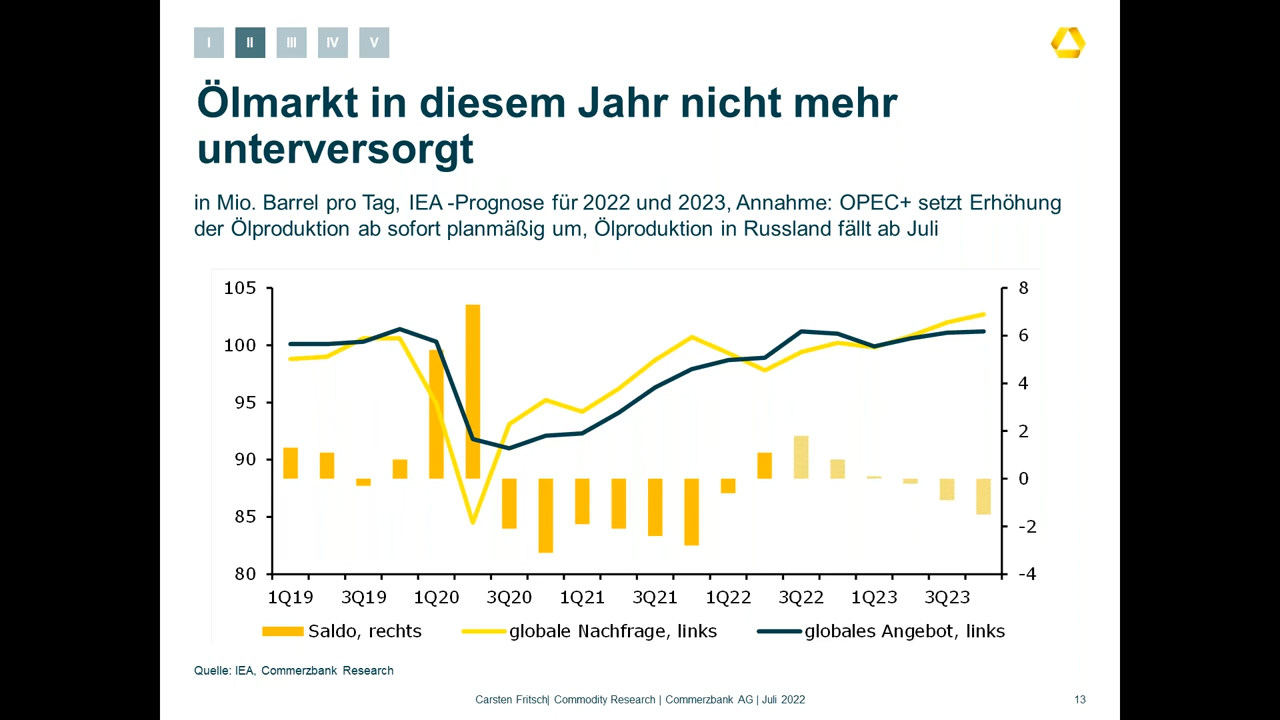 I II III IV V
Ölmarkt in diesem Jahr nicht mehr
unterversorgt
in Mio. Barrel pro Tag, IEA -Prognose für 2022 und 2023, Annahme: OPEC+ setzt Erhöhung
der Ölproduktion ab sofort planmäßig um, Ölproduktion in Russland fällt ab Juli
105 8
100 6
95 4
90 2
85 0
80 -2
-4
1Q19 3Q19 1Q20 3Q20 1Q21 3Q21 1Q22 3Q22 1Q23 3Q23
Saldo, rechts globale Nachfrage, links globales Angebot, links
Quelle: IEA, Commerzbank Research
Carsten Fritsch| Commodity Research | Commerzbank AG | Juli 2022 13